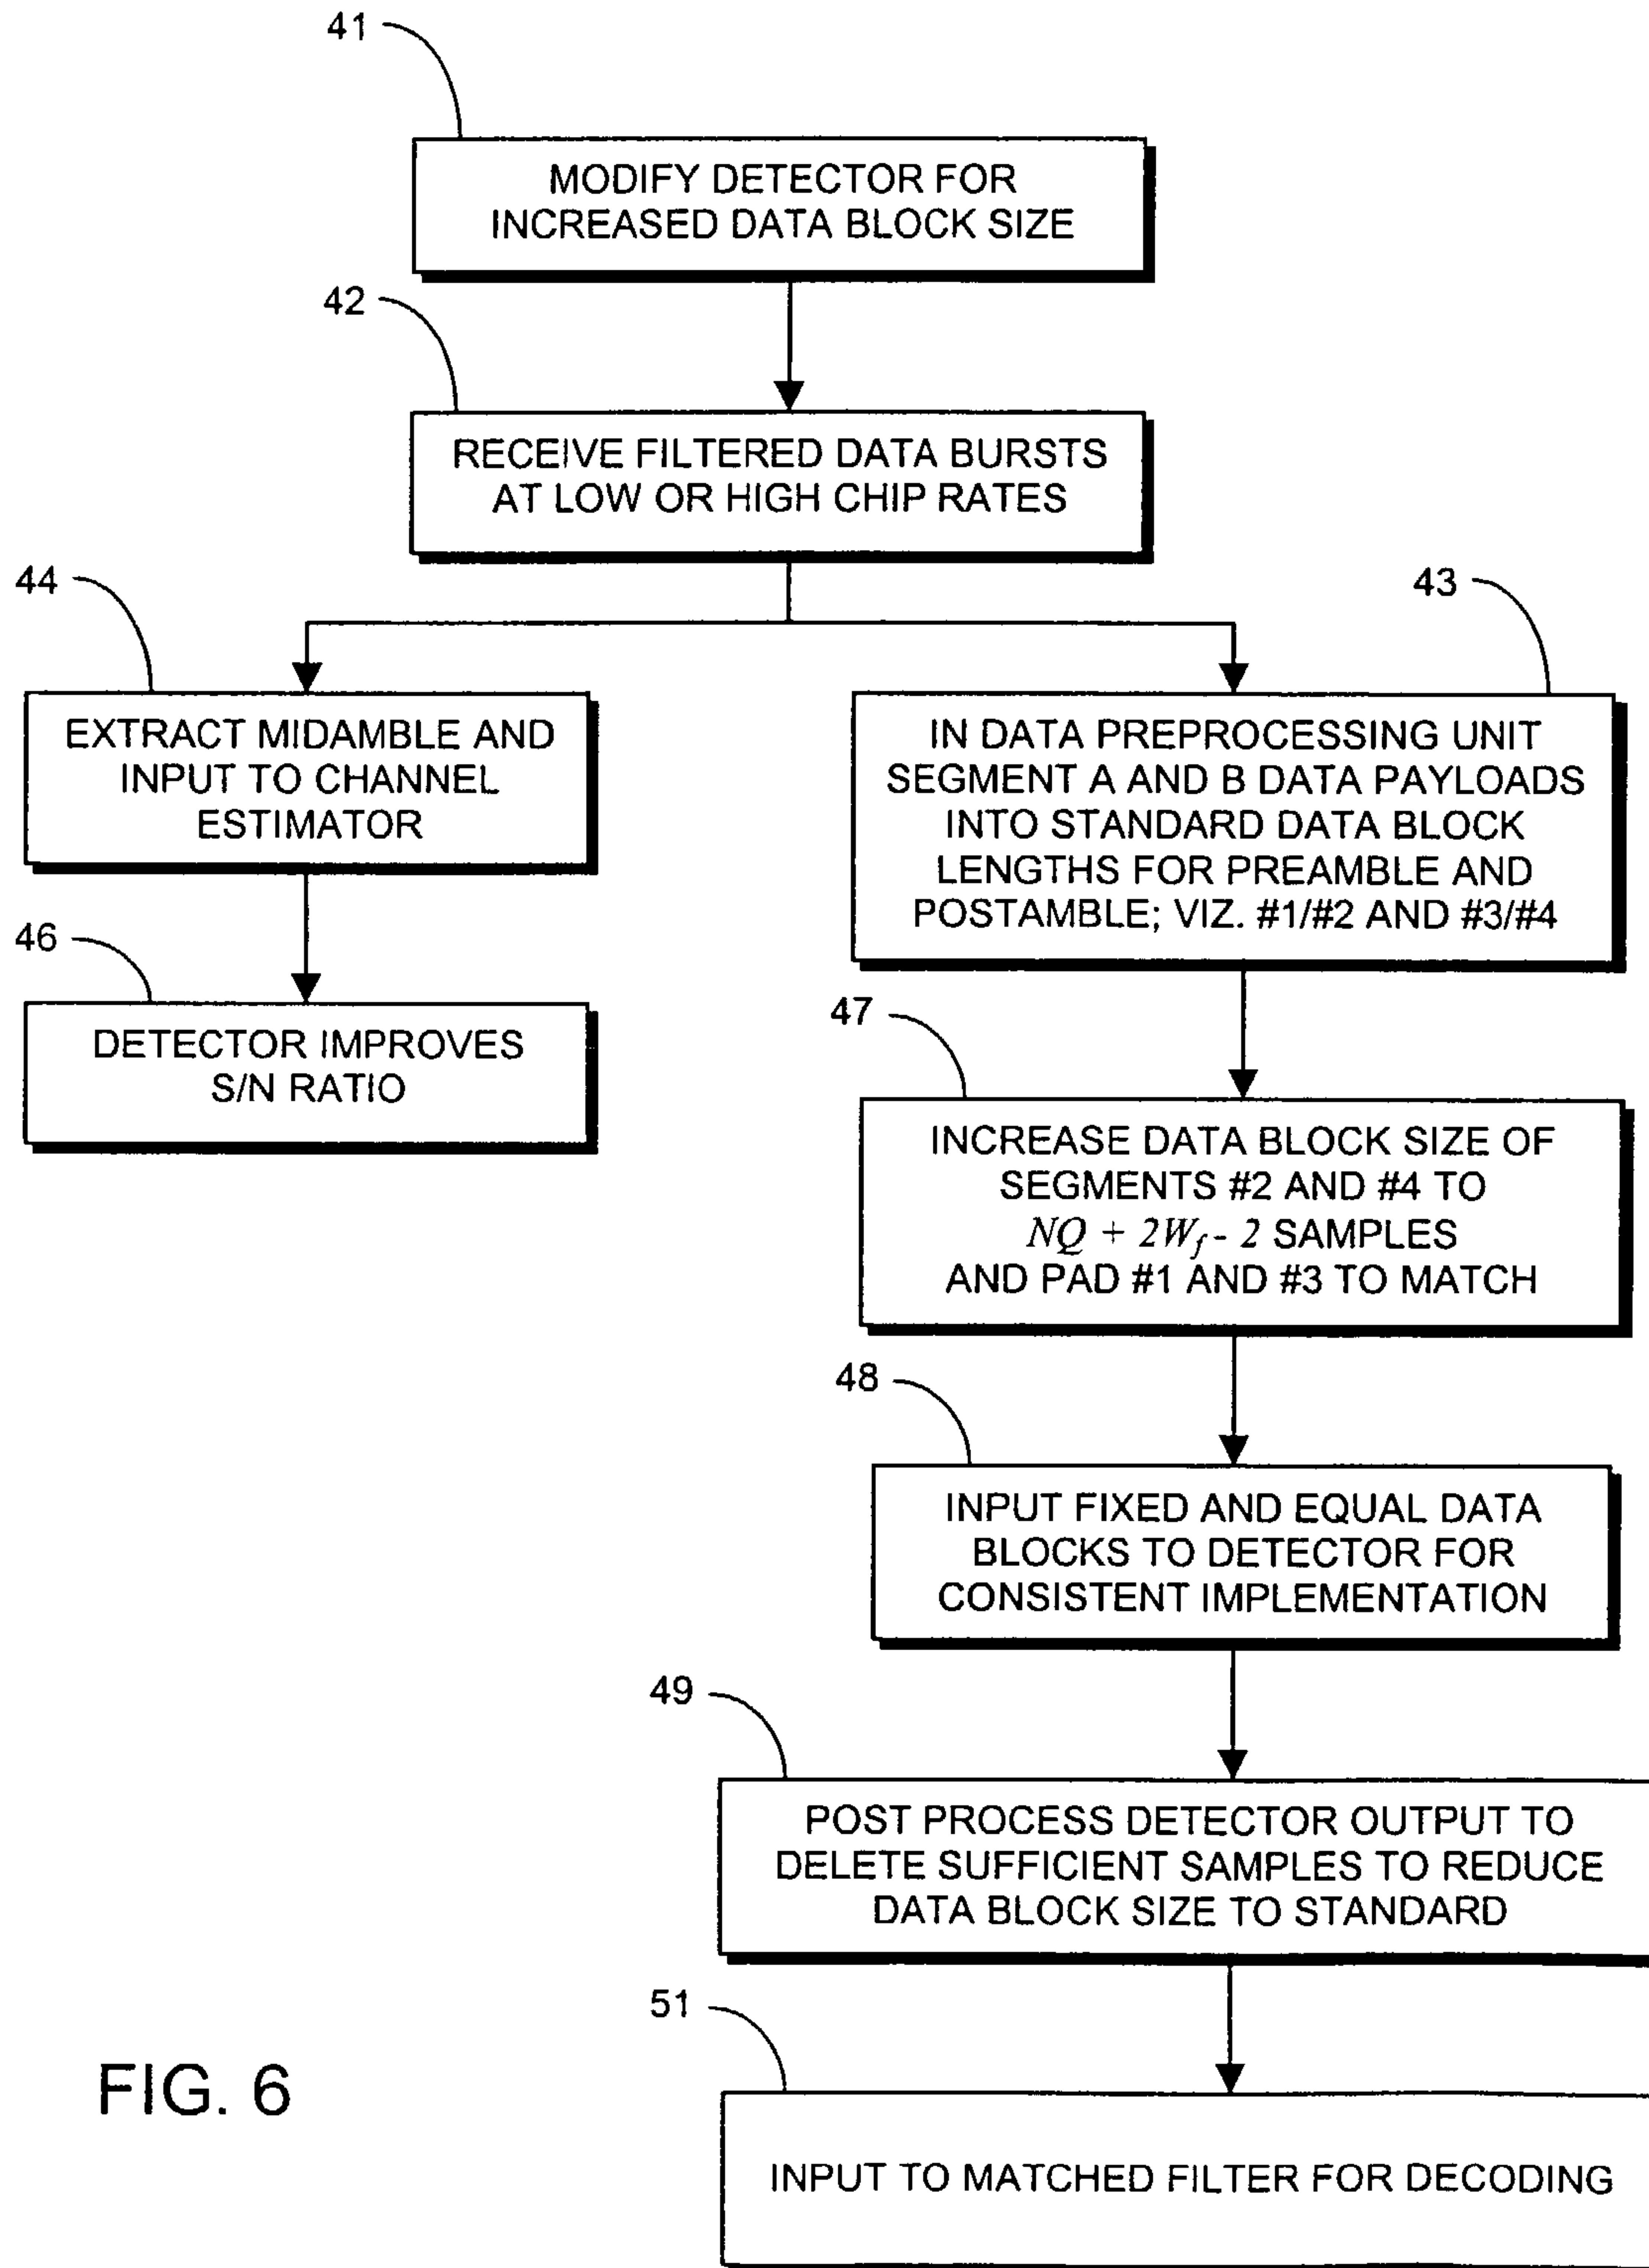 41
MODIFY DETECTOR FOR
INCREASED DATA BLOCK SIZE
42
RECEIVE FILTERED DATA BURSTS
AT LOW OR HIGH CHIP RATES
44
EXTRACT MIDAMBLE AND
INPUT TO CHANNEL
ESTIMATOR
46
DETECTOR IMPROVES
S/N RATIO
43
IN DATA PREPROCESSING UNIT
SEGMENT A AND B DATA PAYLOADS
INTO STANDARD DATA BLOCK
LENGTHS FOR PREAMBLE AND
POSTAMBLE; VIZ. #1/#2 AND #3/#4
47
INCREASE DATA BLOCK SIZE OF
SEGMENTS #2 AND #4 TO
NQ + 2W_f - 2 SAMPLES
AND PAD #1 AND #3 TO MATCH
48
INPUT FIXED AND EQUAL DATA
BLOCKS TO DETECTOR FOR
CONSISTENT IMPLEMENTATION
49
POST PROCESS DETECTOR OUTPUT TO
DELETE SUFFICIENT SAMPLES TO REDUCE
DATA BLOCK SIZE TO STANDARD
51
INPUT TO MATCHED FILTER FOR DECODING
FIG. 6